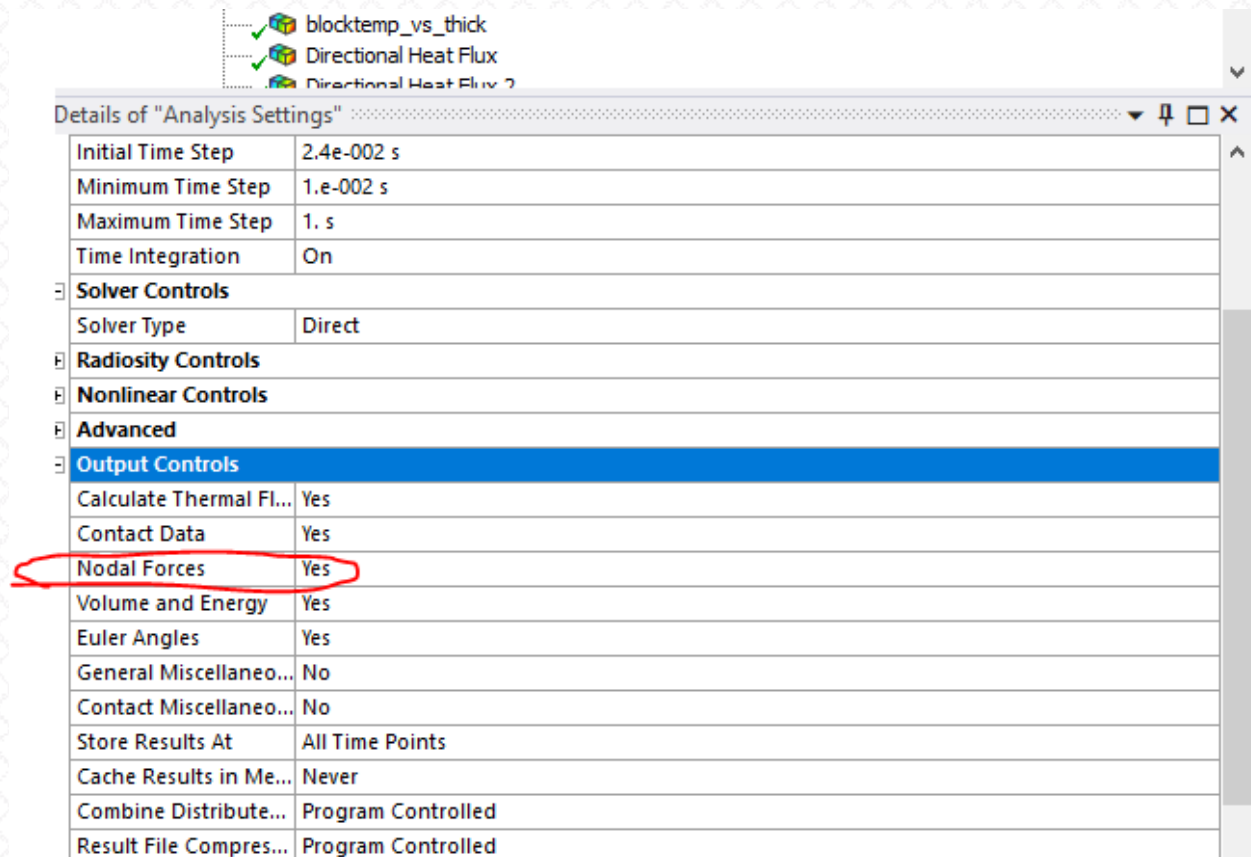 blocktemp_vs_thick
Directional Heat Flux
Directional Heat Flux 2
Details of "Analysis Settings"
Initial Time Step 2.4e-002 s
Minimum Time Step 1.e-002 s
Maximum Time Step 1. s
Time Integration On
Solver Controls
Solver Type Direct
Radiosity Controls
Nonlinear Controls
Advanced
Output Controls
Calculate Thermal Fl... Yes
Contact Data Yes
Nodal Forces Yes
Volume and Energy Yes
Euler Angles Yes
General Miscellaneo... No
Contact Miscellaneo... No
Store Results At All Time Points
Cache Results in Me... Never
Combine Distribute... Program Controlled
Result File Compres... Program Controlled